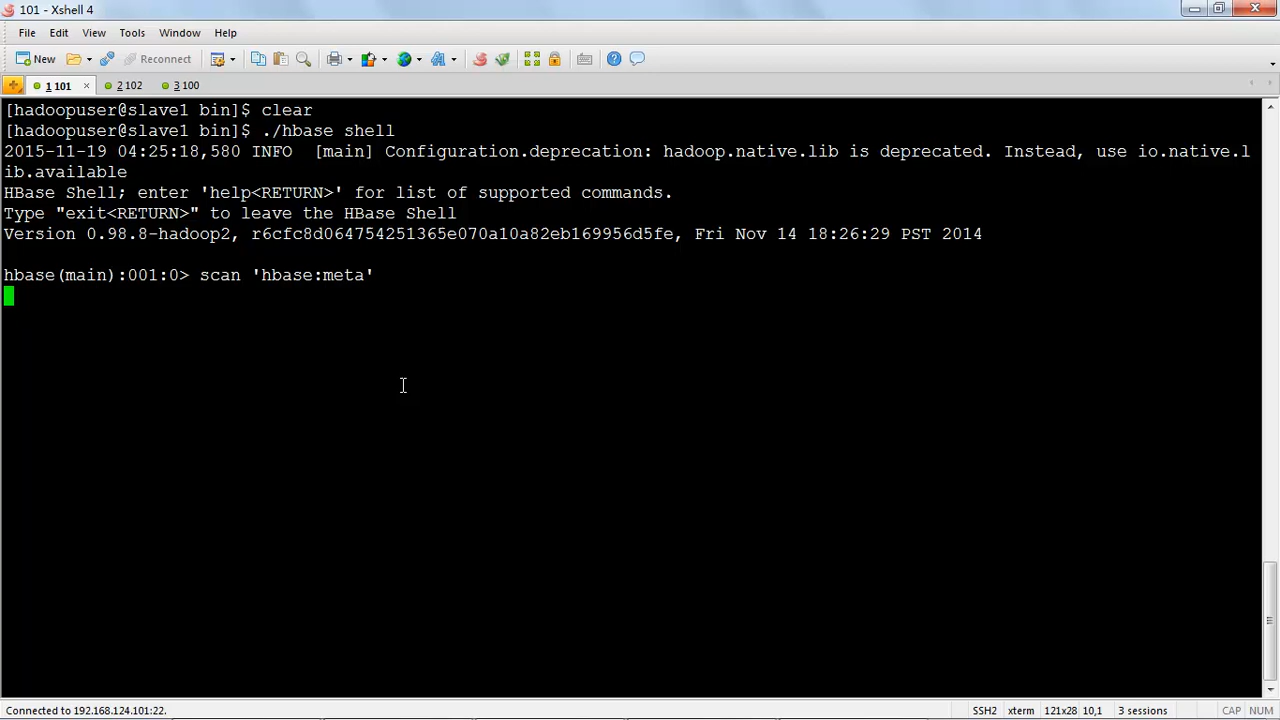 101 - Xshell 4
File Edit View Tools Window Help
New Reconnect
1 101 2 102 3 100
[hadoopuser@slave1 bin]$ clear
[hadoopuser@slave1 bin]$ ./hbase shell
2015-11-19 04:25:18,580 INFO  [main] Configuration.deprecation: hadoop.native.lib is deprecated. Instead, use io.native.l
ib.available
HBase Shell; enter 'help<RETURN>' for list of supported commands.
Type "exit<RETURN>" to leave the HBase Shell
Version 0.98.8-hadoop2, r6cfc8d064754251365e070a10a82eb169956d5fe, Fri Nov 14 18:26:29 PST 2014
hbase(main):001:0> scan 'hbase:meta'
Connected to 192.168.124.101:22. SSH2 xterm 121x28 10,1 3 sessions CAP NUM